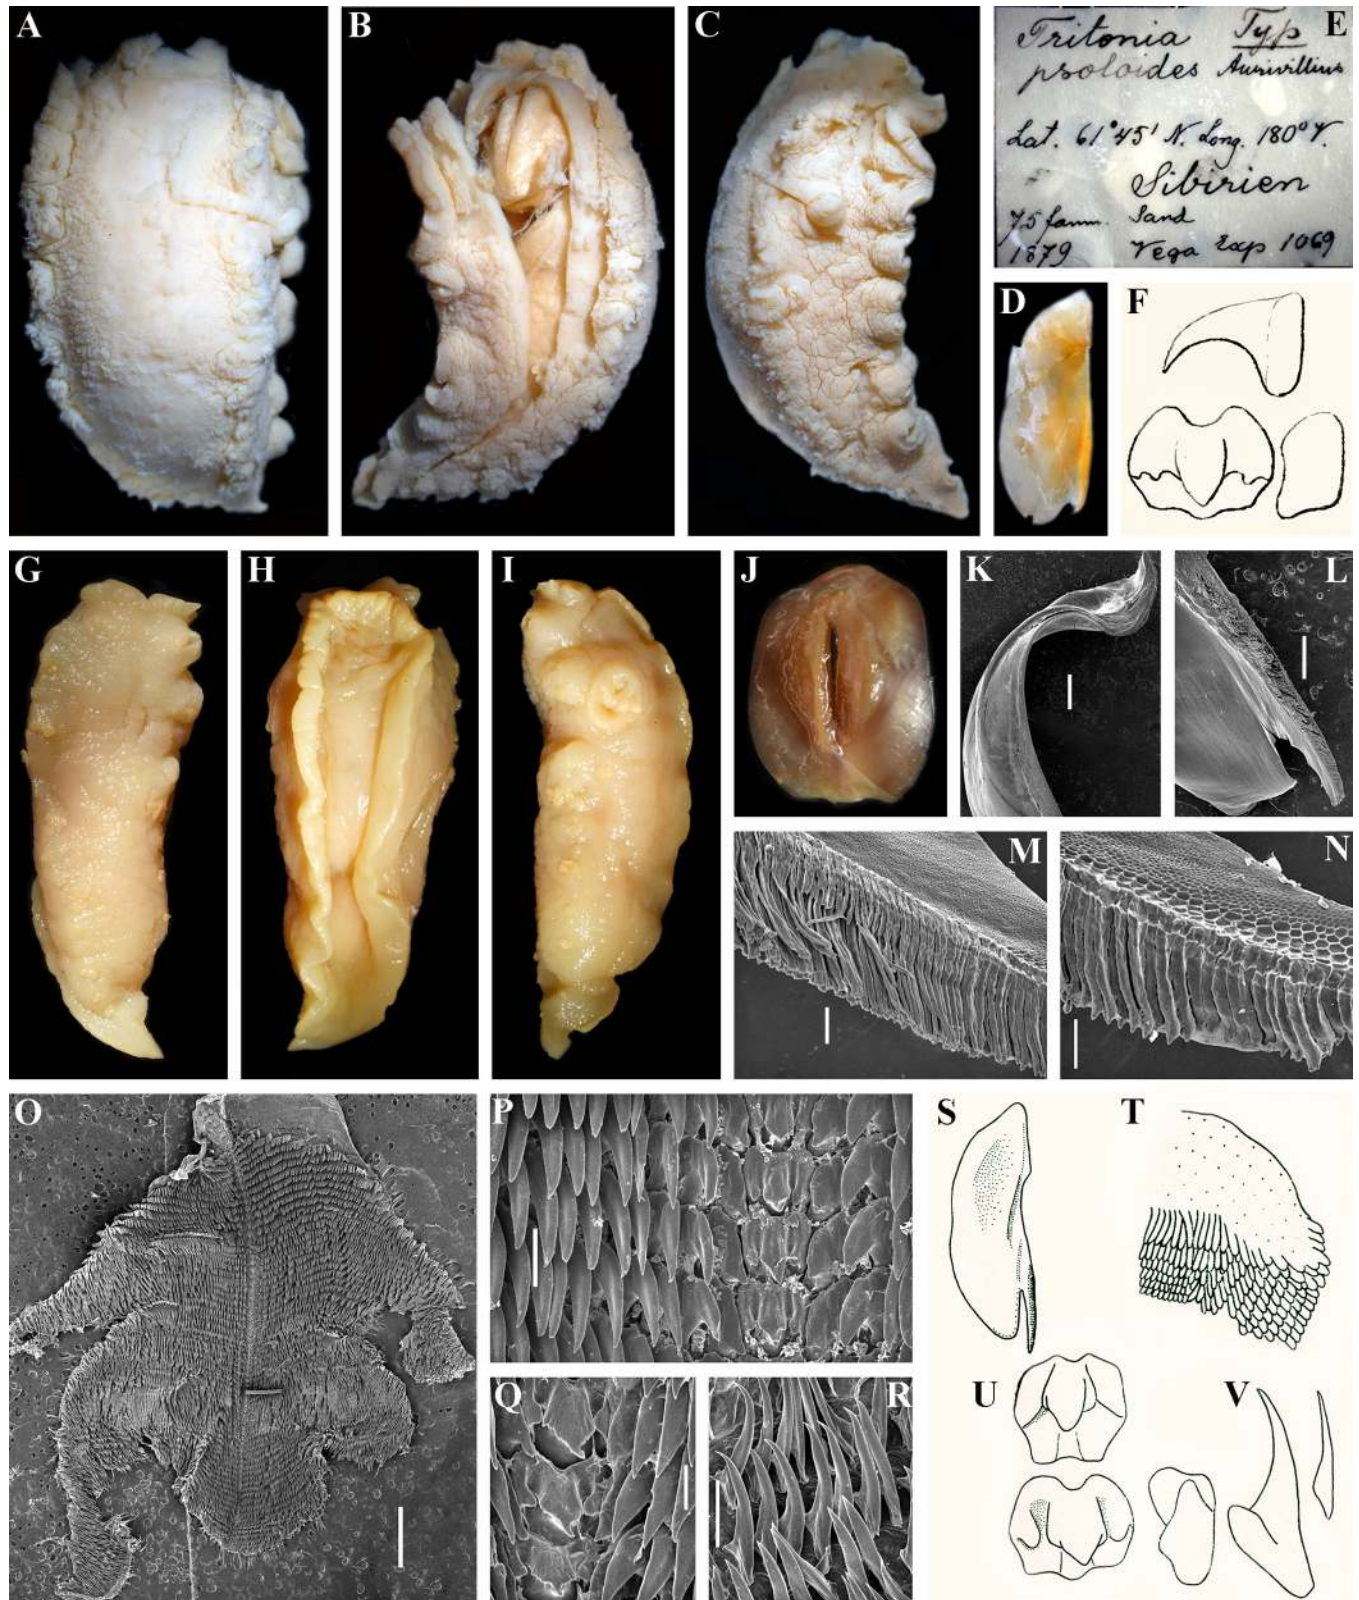 A
B
C
Tritonia Typ E
psoloides Aurivillius
Lat. 61°45' N. Long. 180° V.
Sibirien
75 famn. Sand
1879 Vega Exp 1069
D
F
G
H
I
J
K
L
M
N
O
P
Q
R
S
T
U
V